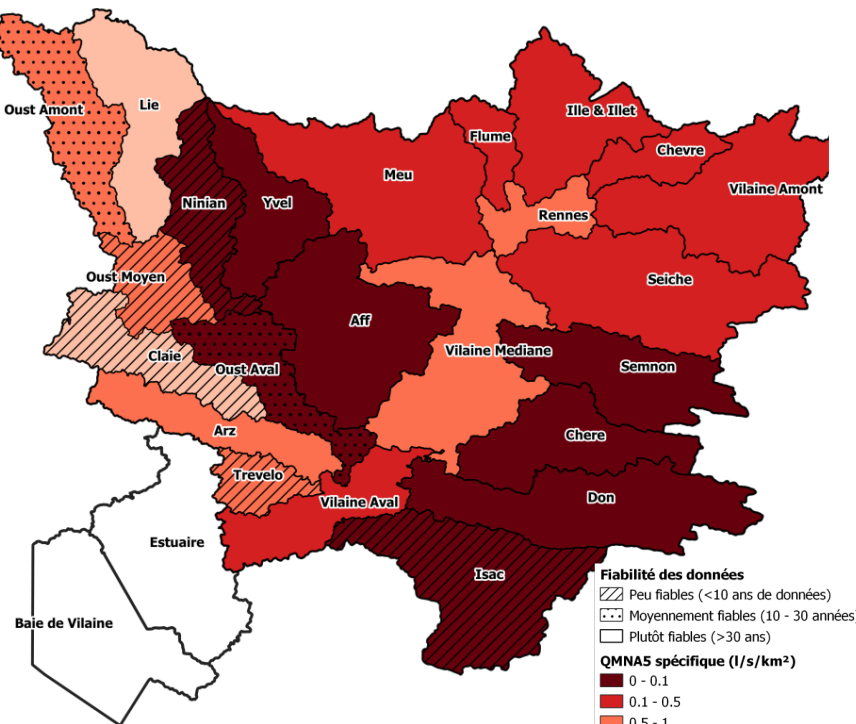 Oust Amont
Lie
Flume
Ille & Illet
Chevre
Meu
Vilaine Amont
Ninian
Yvel
Rennes
Oust Moyen
Seiche
Aff
Claie
Vilaine Mediane
Oust Aval
Semnon
Arz
Chere
Trevelo
Vilaine Aval
Don
Estuaire
Isac
Baie de Vilaine
Fiabilité des données
Peu fiables (<10 ans de données)
Moyennement fiables (10 - 30 années)
Plutôt fiables (>30 ans)
QMNA5 spécifique (l/s/km²)
0 - 0.1
0.1 - 0.5
0.5 - 1